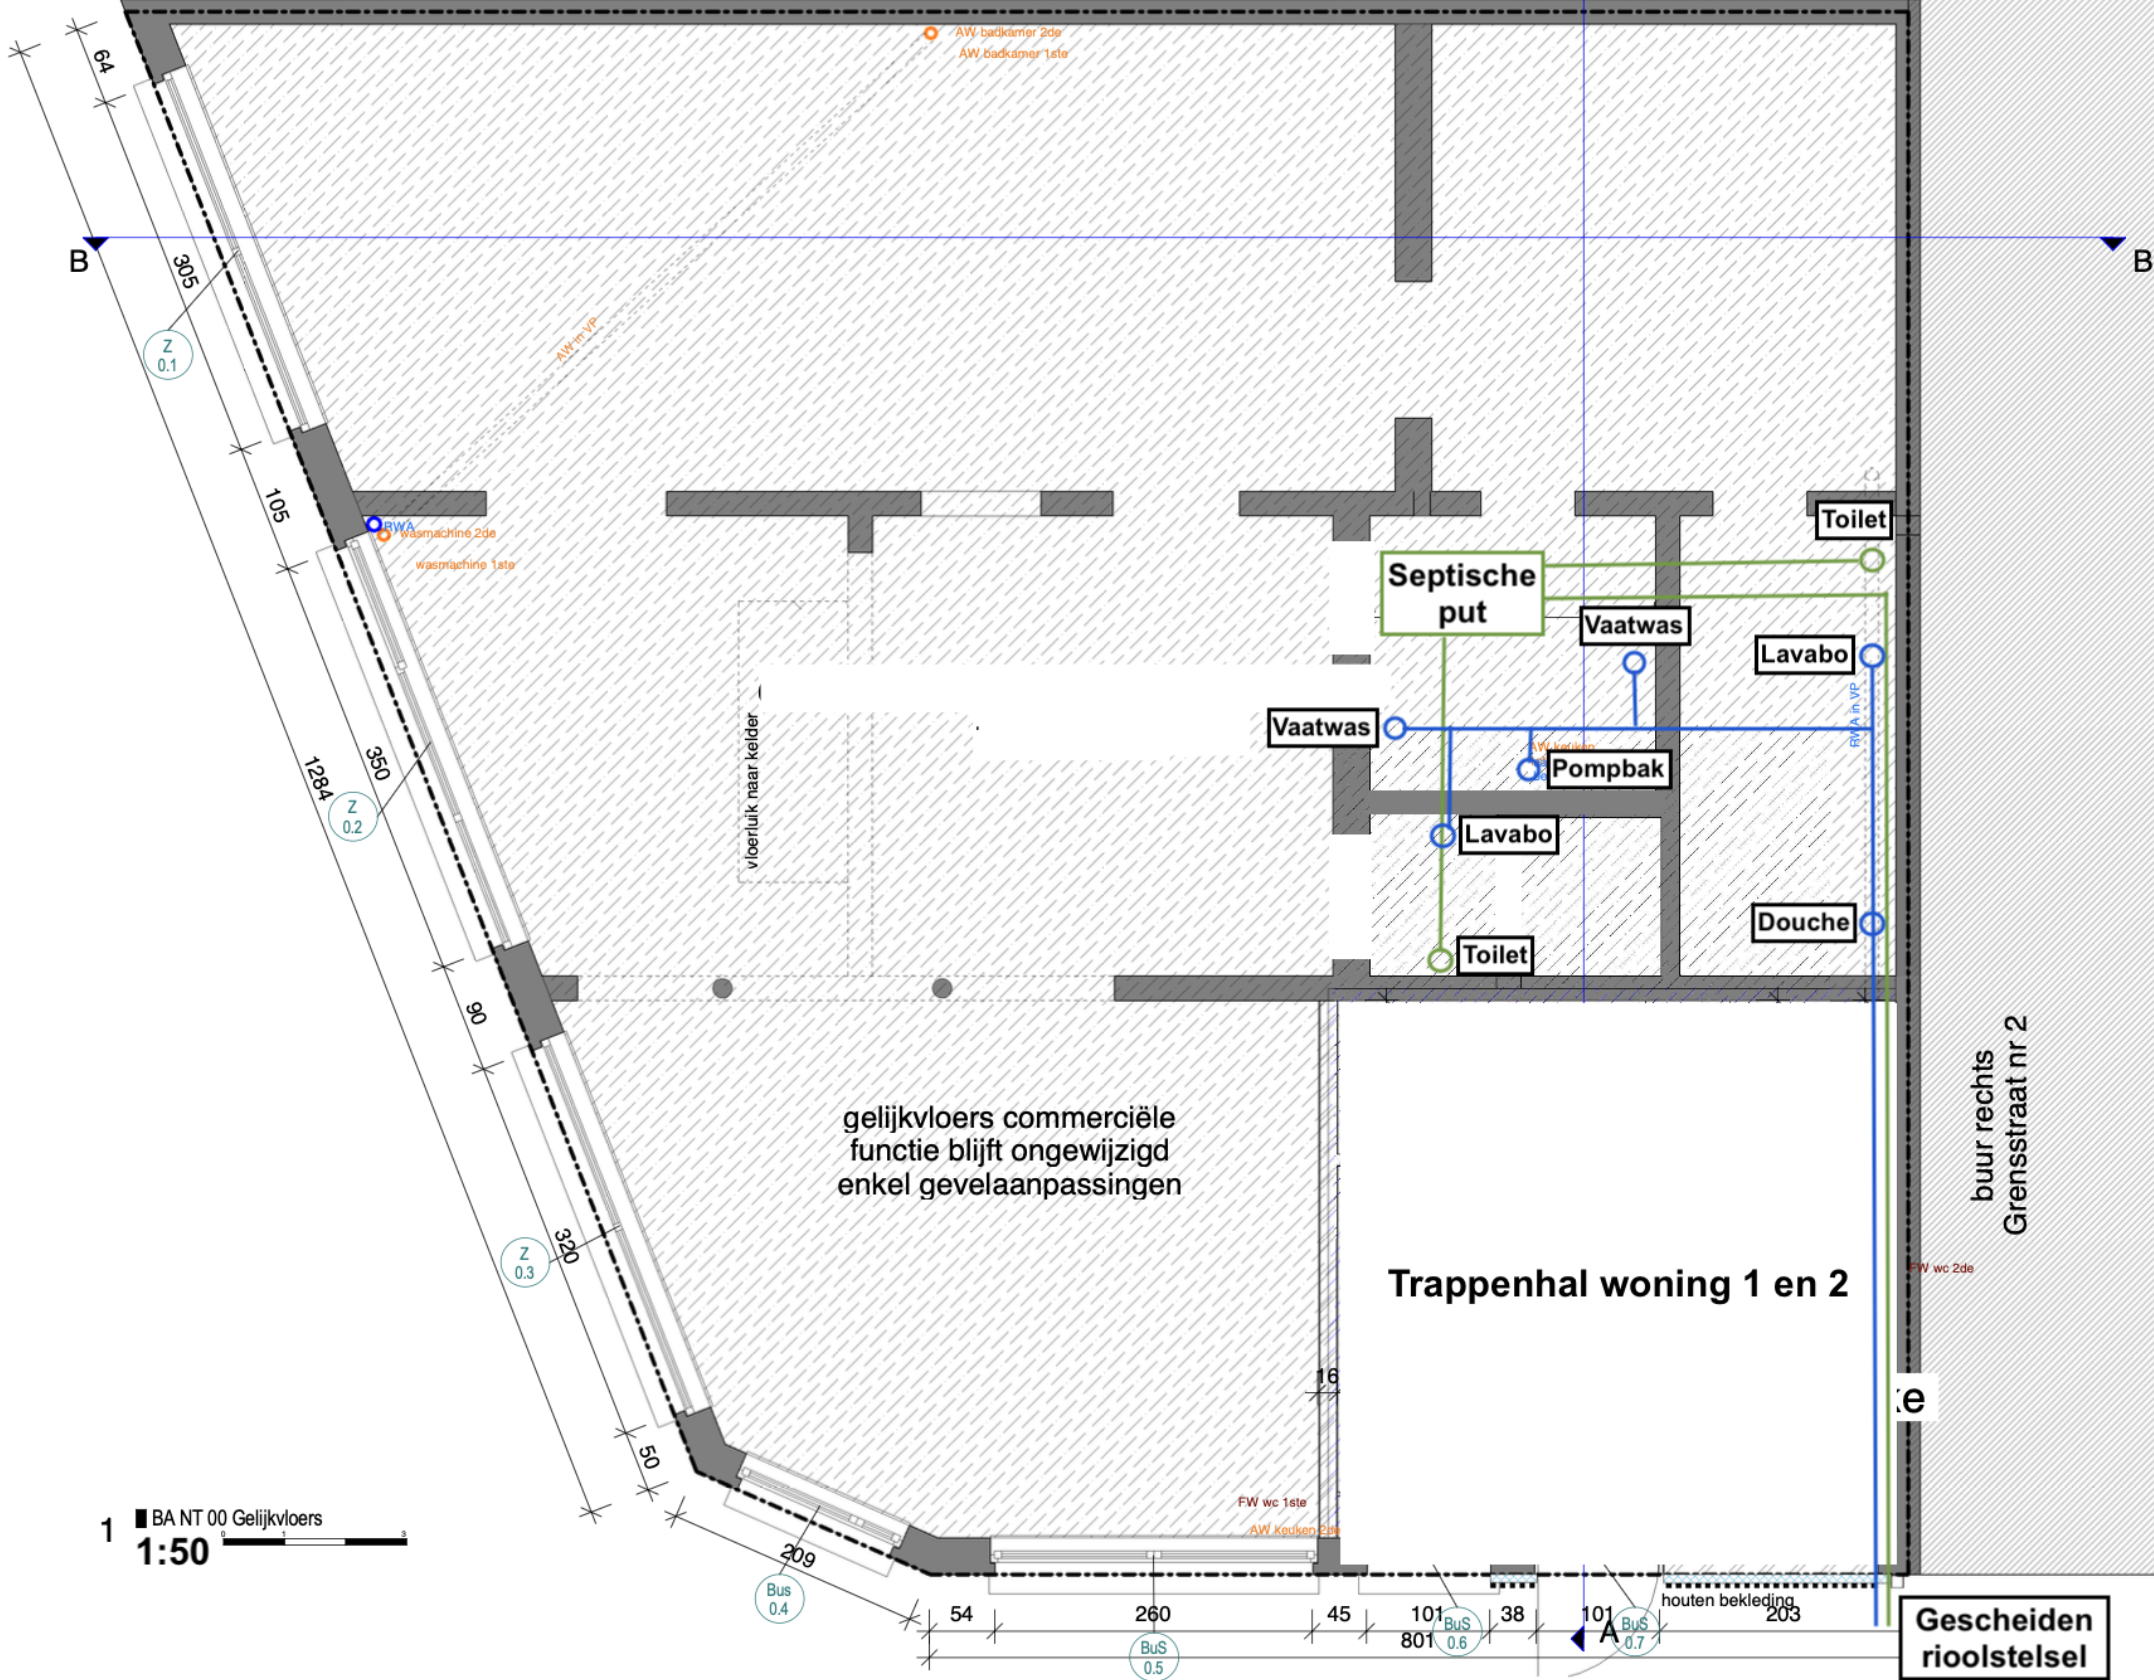 AW badkamer 2de
AW badkamer 1ste
64
B
B
305
Z
0.1
AW in VP
105
RWA
wasmachine 2de
wasmachine 1ste
Toilet
Septische
put
Vaatwas
Lavabo
RWA in VP
Vaatwas
AW keuken
Pompbak
vloerluik naar kelder
350
1284
Z
0.2
Lavabo
Douche
Toilet
90
gelijkvloers commerciële
functie blijft ongewijzigd
enkel gevelaanpassingen
buur rechts
Grensstraat nr 2
Z
0.3
320
Trappenhal woning 1 en 2
FW wc 2de
16
ke
50
FW wc 1ste
AW keuken 2de
1
BA NT 00 Gelijkvloers
1:50
0 1 3
209
Bus
0.4
houten bekleding
54
260
45
101
38
101
203
801
BuS
0.5
BuS
0.6
A
BuS
0.7
Gescheiden
rioolstelsel